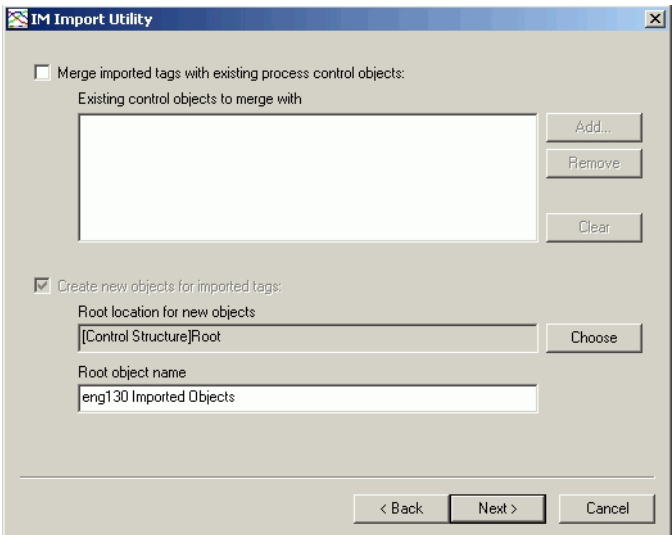 IM Import Utility
Merge imported tags with existing process control objects:
Existing control objects to merge with
Add...
Remove
Clear
Create new objects for imported tags:
Root location for new objects
[Control Structure]Root
Choose
Root object name
eng130 Imported Objects
< Back
Next >
Cancel